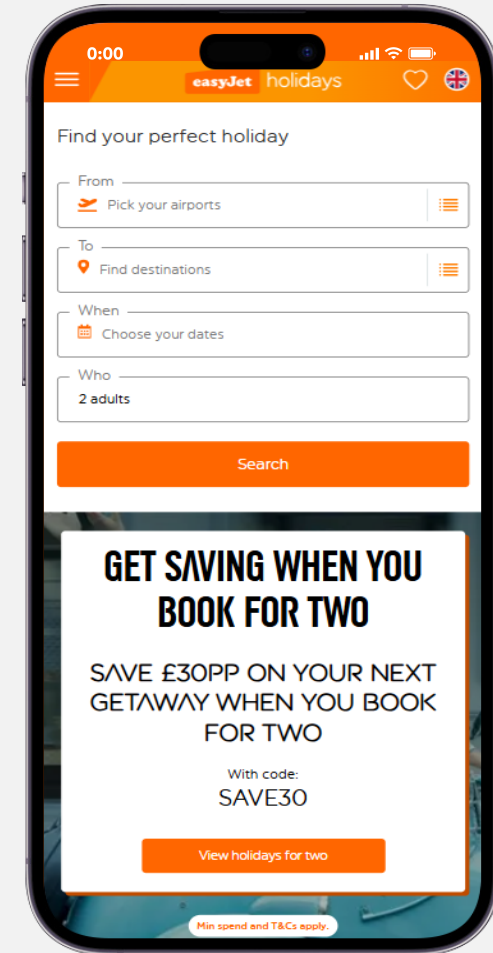 0:00
easyJet holidays
Find your perfect holiday
From
Pick your airports
To
Find destinations
When
Choose your dates
Who
2 adults
Search
GET SAVING WHEN YOU
BOOK FOR TWO
SAVE £30PP ON YOUR NEXT
GETAWAY WHEN YOU BOOK
FOR TWO
With code:
SAVE30
View holidays for two
Min spend and T&Cs apply.